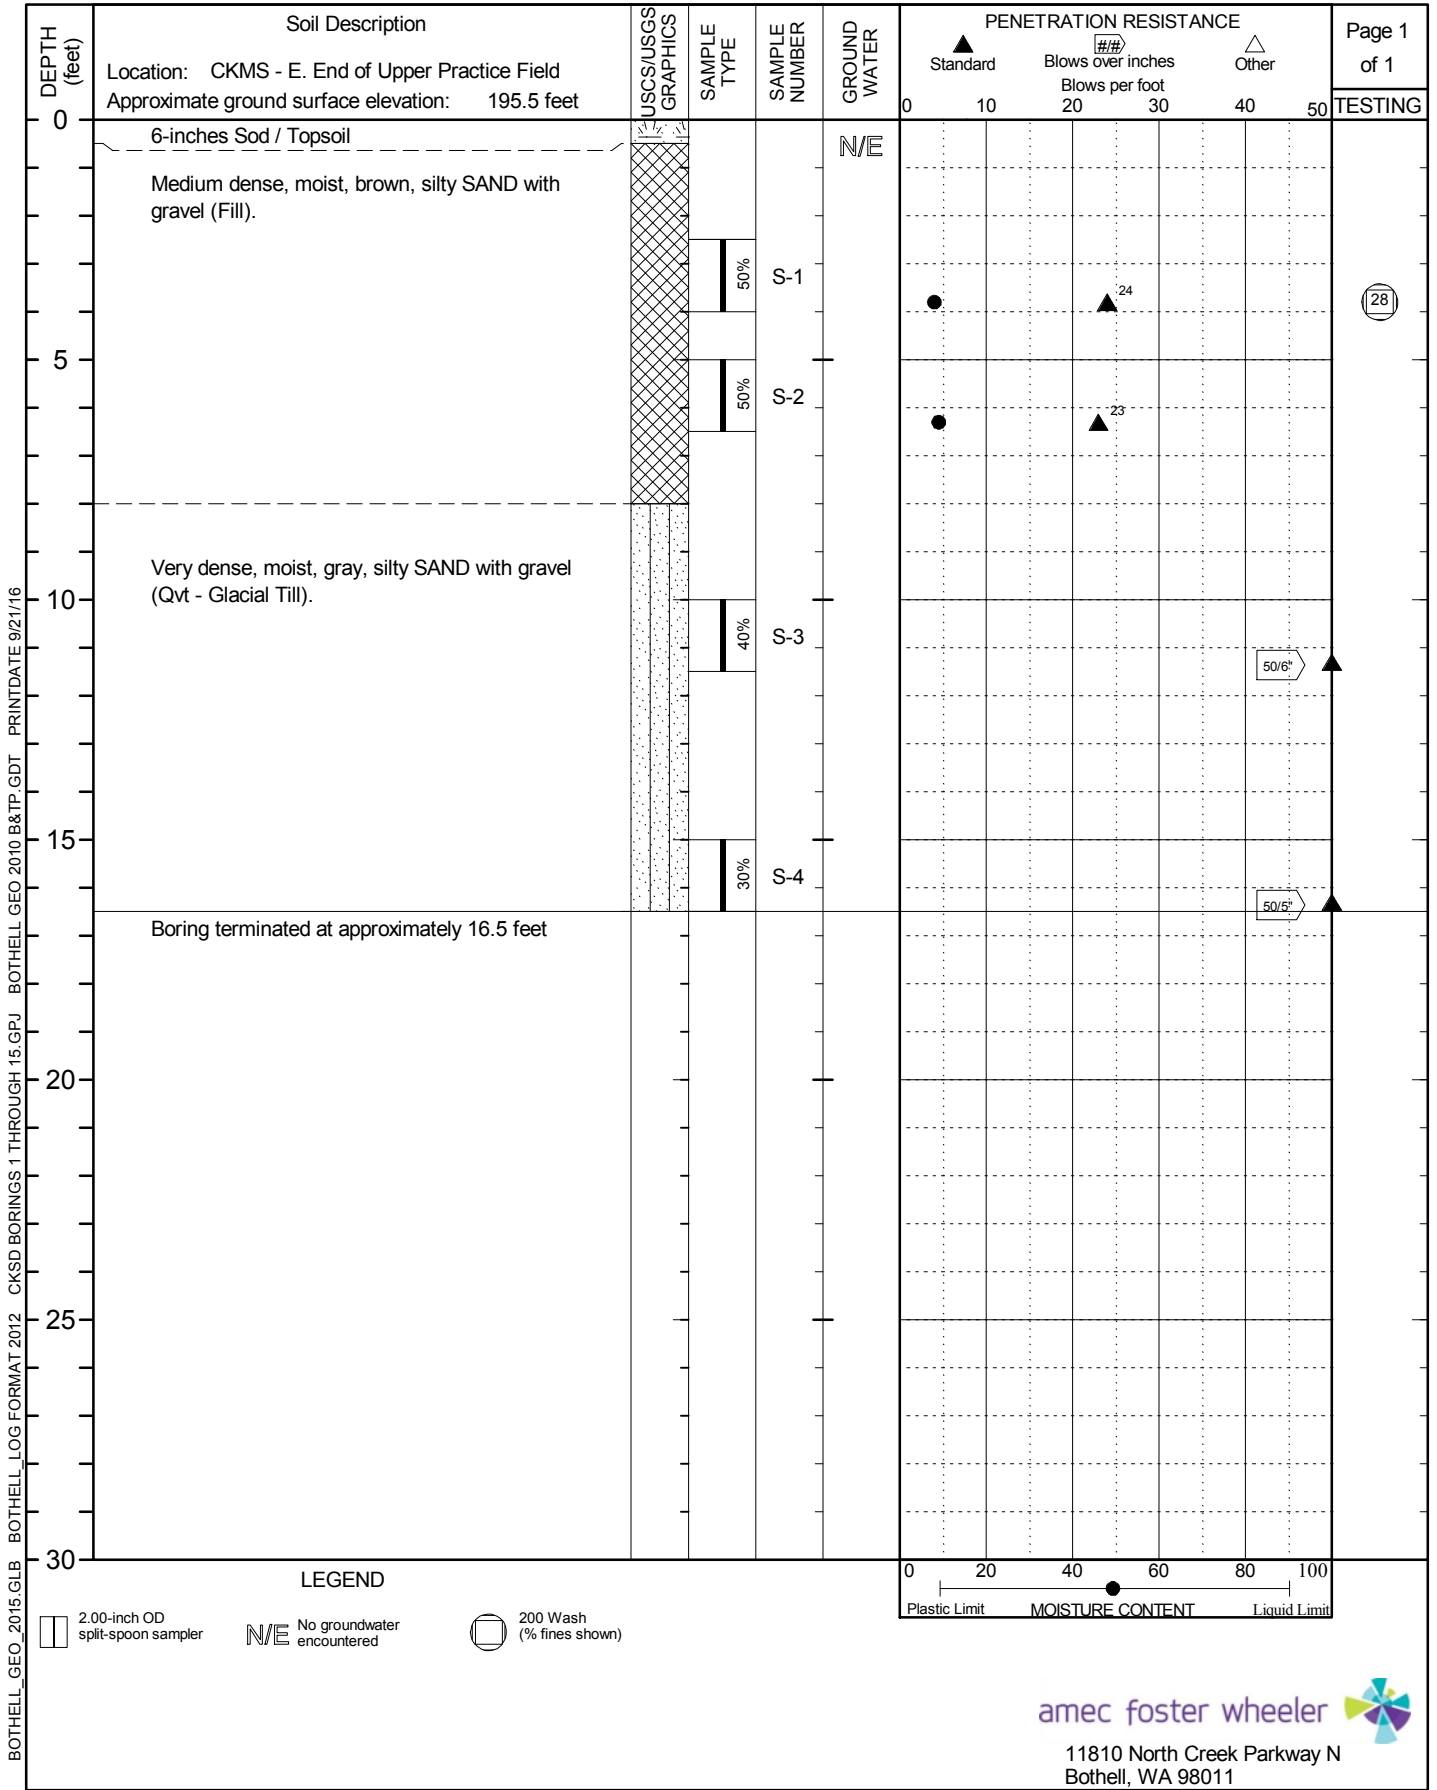 DEPTH
(feet)
Soil Description
Location: CKMS - E. End of Upper Practice Field
Approximate ground surface elevation: 195.5 feet
USCS/USGS
GRAPHICS
SAMPLE
TYPE
SAMPLE
NUMBER
GROUND
WATER
PENETRATION RESISTANCE
Standard
#/#
Blows over inches
Other
Blows per foot
0 10 20 30 40 50
Page 1
of 1
TESTING
0
6-inches Sod / Topsoil
N/E
Medium dense, moist, brown, silty SAND with
gravel (Fill).
50%
S-1
24
28
5
50%
S-2
23
Very dense, moist, gray, silty SAND with gravel
(Qvt - Glacial Till).
10
40%
S-3
50/6"
15
30%
S-4
50/5"
Boring terminated at approximately 16.5 feet
20
25
30
0 20 40 60 80 100
Plastic Limit
MOISTURE CONTENT
Liquid Limit
LEGEND
2.00-inch OD
split-spoon sampler
N/E
No groundwater
encountered
200 Wash
(% fines shown)
amec foster wheeler
11810 North Creek Parkway N
Bothell, WA 98011
BOTHELL_GEO_2015.GLB BOTHELL_LOG FORMAT 2012 CKSD BORINGS 1 THROUGH 15.GPJ BOTHELL GEO 2010 B&TP.GDT PRINTDATE 9/21/16